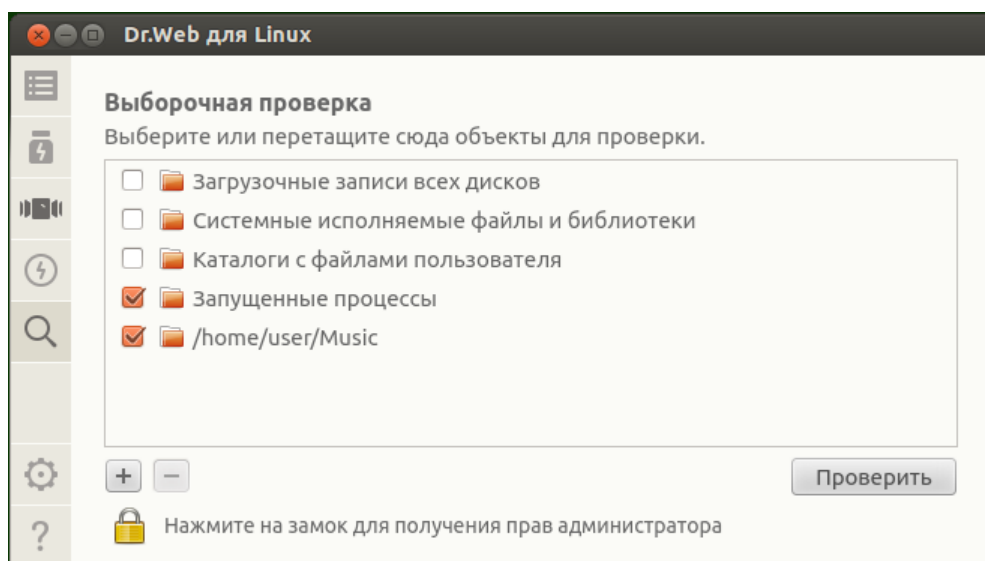 Dr.Web для Linux
Выборочная проверка
Выберите или перетащите сюда объекты для проверки.
Загрузочные записи всех дисков
Системные исполняемые файлы и библиотеки
Каталоги с файлами пользователя
Запущенные процессы
/home/user/Music
Проверить
Нажмите на замок для получения прав администратора